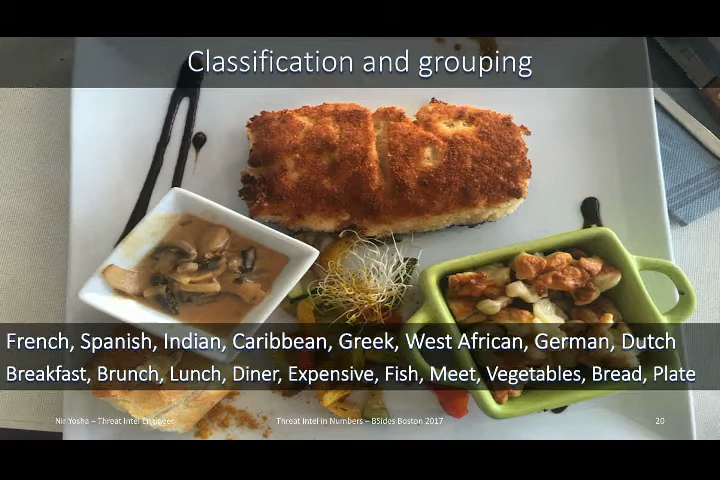 Classification and grouping
French, Spanish, Indian, Caribbean, Greek, West African, German, Dutch
Breakfast, Brunch, Lunch, Diner, Expensive, Fish, Meet, Vegetables, Bread, Plate
Nir Yosha – Threat Intel Engineer
Threat Intel in Numbers – BSides Boston 2017
20